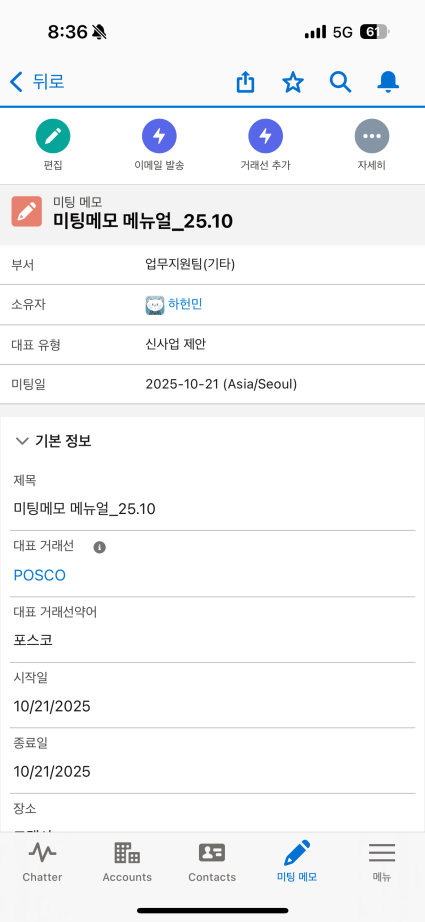 8:36
5G 61
뒤로
편집 이메일 발송 거래선 추가 자세히
미팅 메모
미팅메모 메뉴얼_25.10
부서 업무지원팀(기타)
소유자 하헌민
대표 유형 신사업 제안
미팅일 2025-10-21 (Asia/Seoul)
기본 정보
제목
미팅메모 메뉴얼_25.10
대표 거래선
POSCO
대표 거래선약어
포스코
시작일
10/21/2025
종료일
10/21/2025
장소
Chatter Accounts Contacts 미팅 메모 메뉴